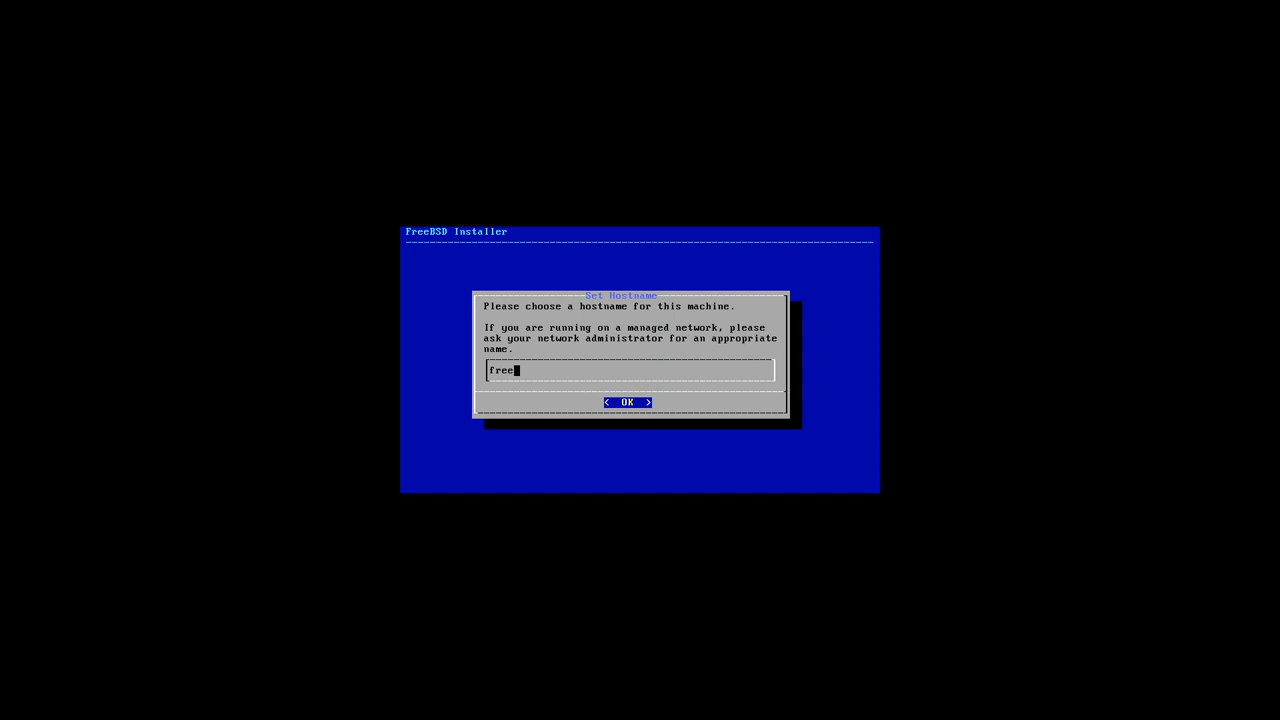 FreeBSD Installer
Set Hostname
Please choose a hostname for this machine.
If you are running on a managed network, please
ask your network administrator for an appropriate
name.
free
< OK >